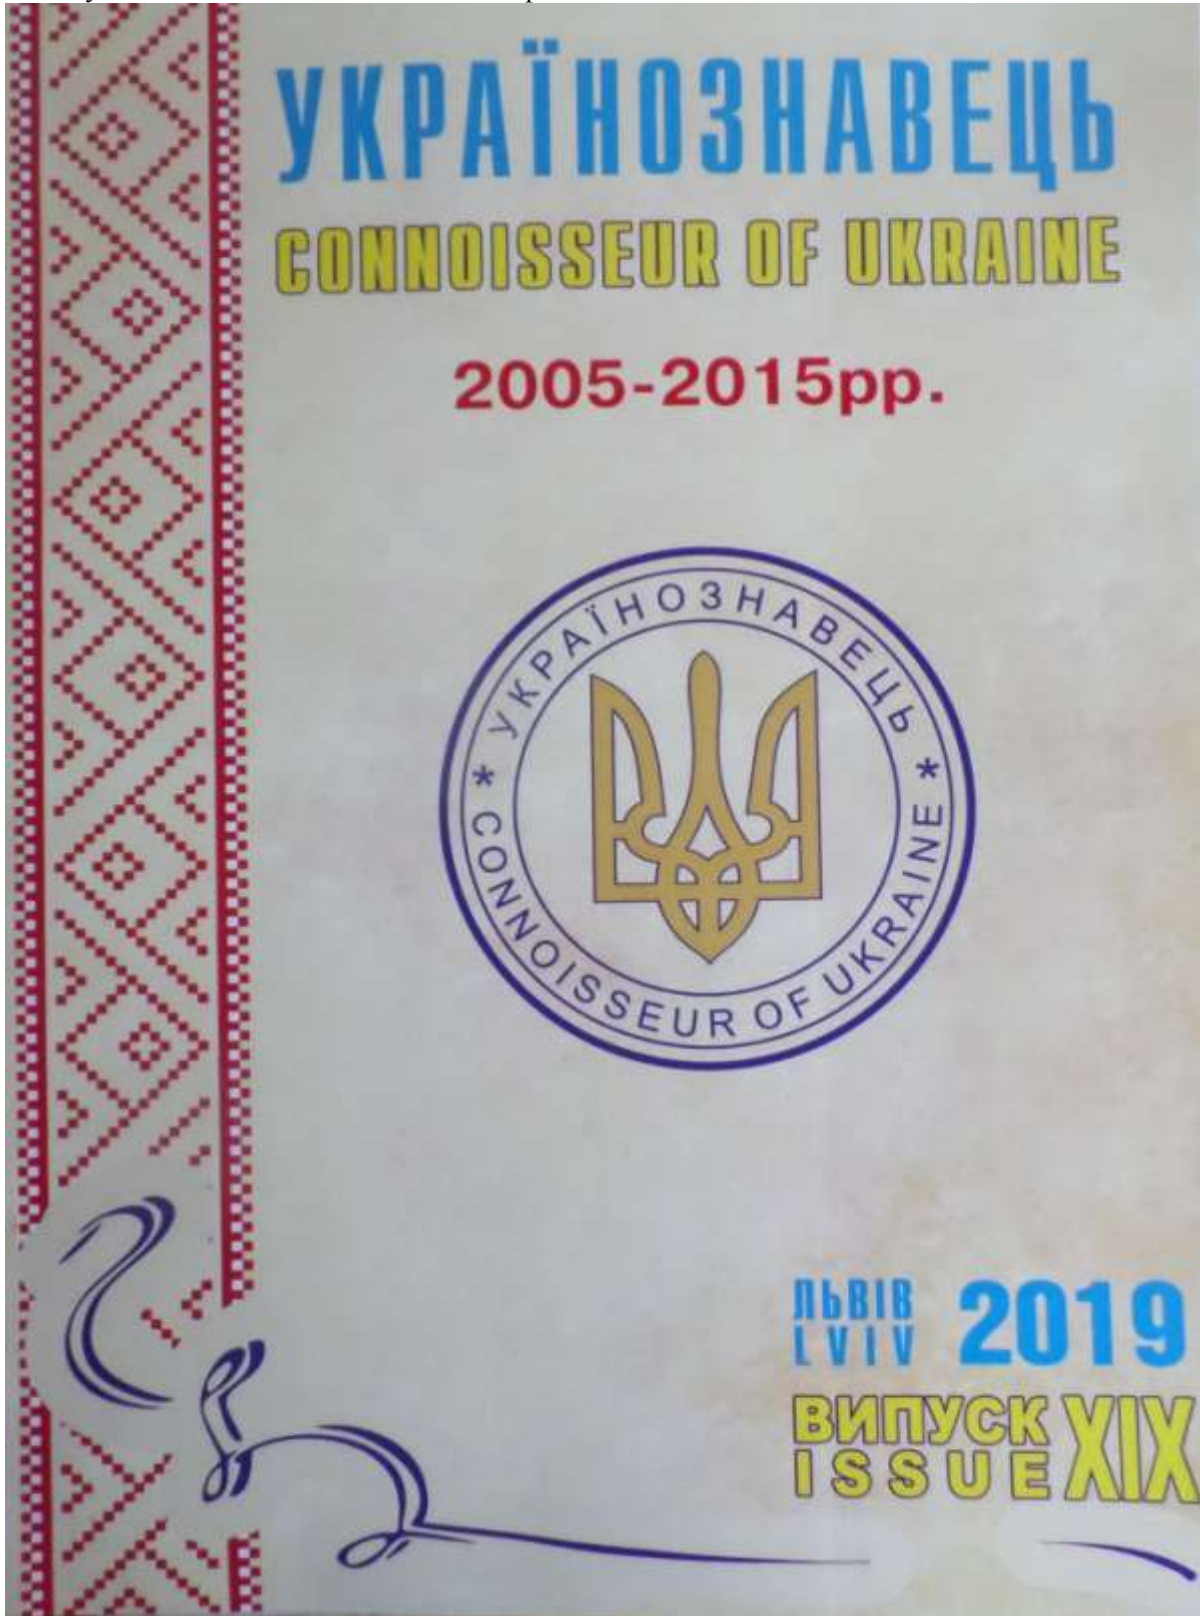 УКРАЇНОЗНАВЕЦЬ
CONNOISSEUR OF UKRAINE
2005-2015рр.
* УКРАЇНОЗНАВЕЦЬ *
CONNOISSEUR OF UKRAINE
ЛЬВІВ 2019
LVIV
ВИПУСК XIX
ISSUE